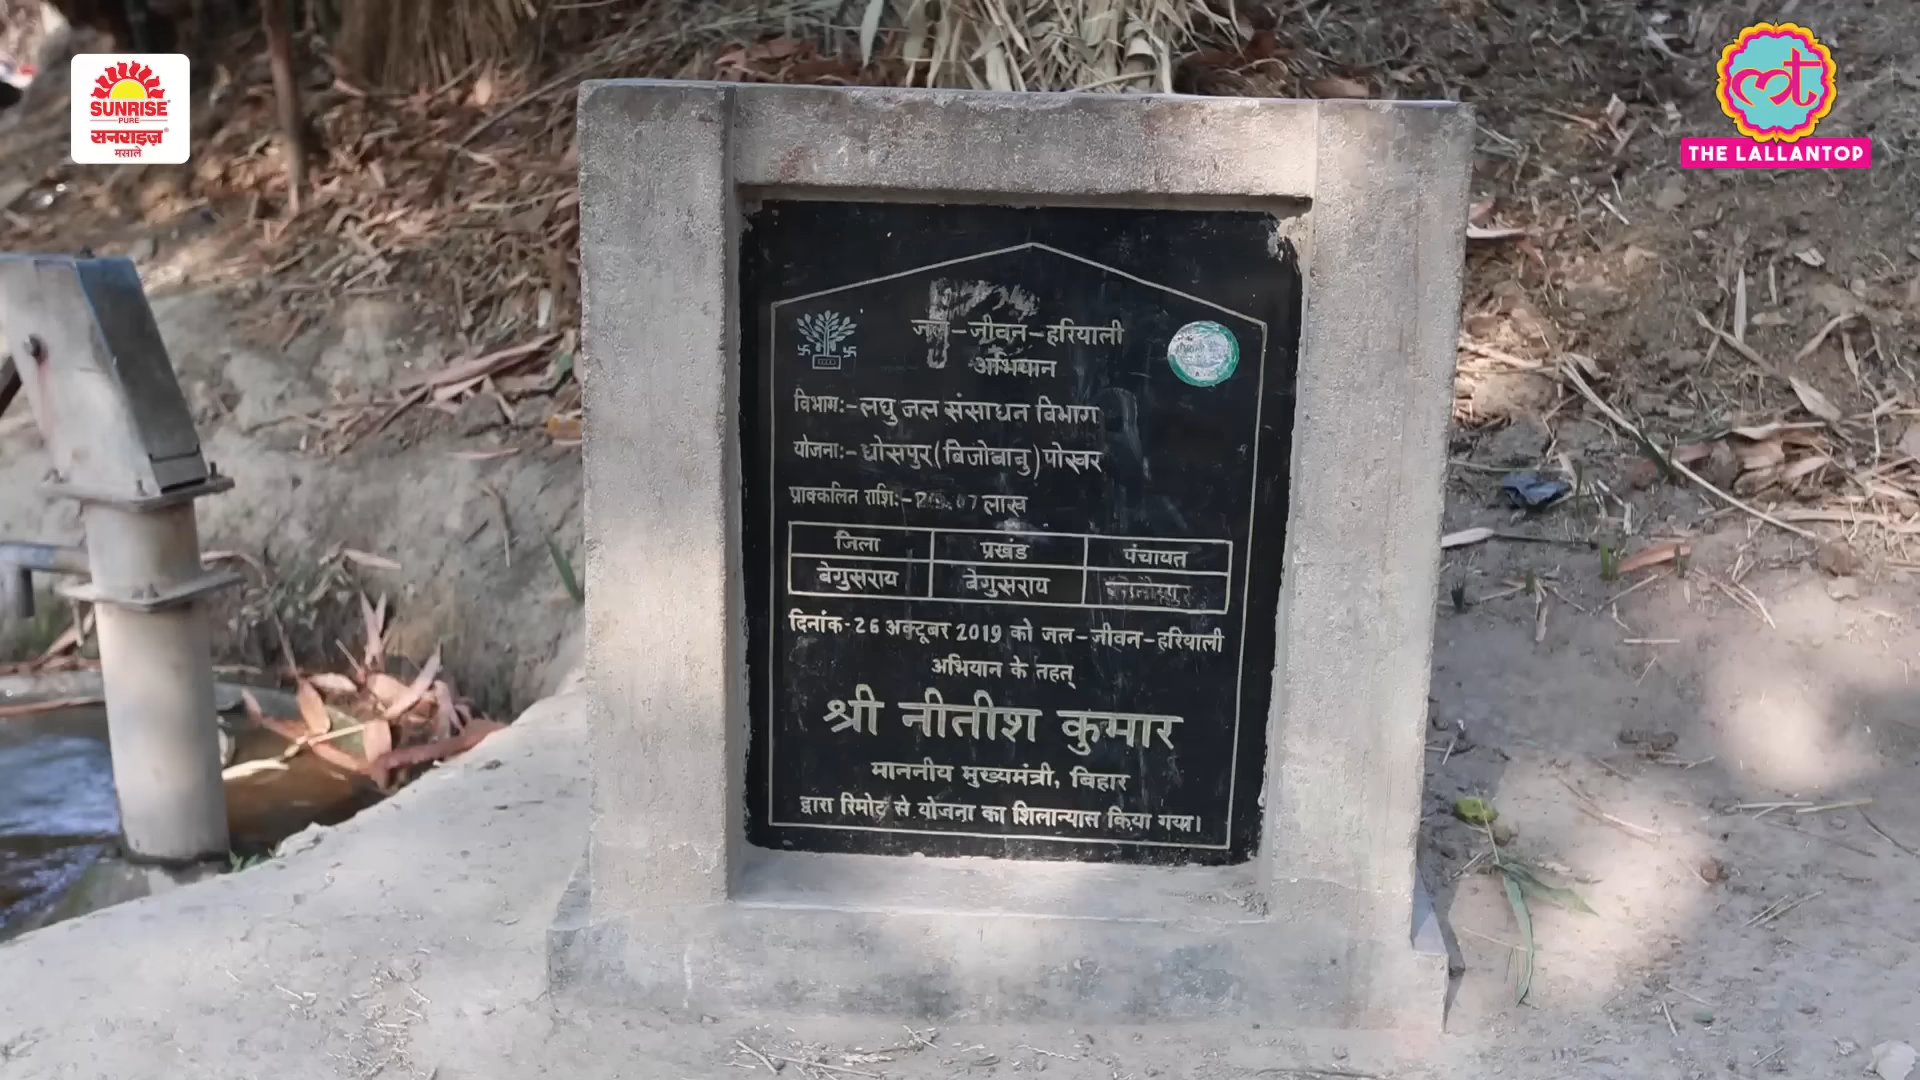 SUNRISE
PURE
सनराइज़
मसाले
THE LALLANTOP
जल-जीवन-हरियाली
अभियान
विभाग:-लघु जल संसाधन विभाग
योजना:-धोसपुर(बिजोबाबु)पोखर
प्राक्कलित राशि:- लाख
जिला प्रखंड पंचायत
बेगुसराय बेगुसराय
दिनांक-26 अक्टूबर 2019 को जल-जीवन-हरियाली
अभियान के तहत्
श्री नीतीश कुमार
माननीय मुख्यमंत्री, बिहार
द्वारा रिमोट से योजना का शिलान्यास किया गया।